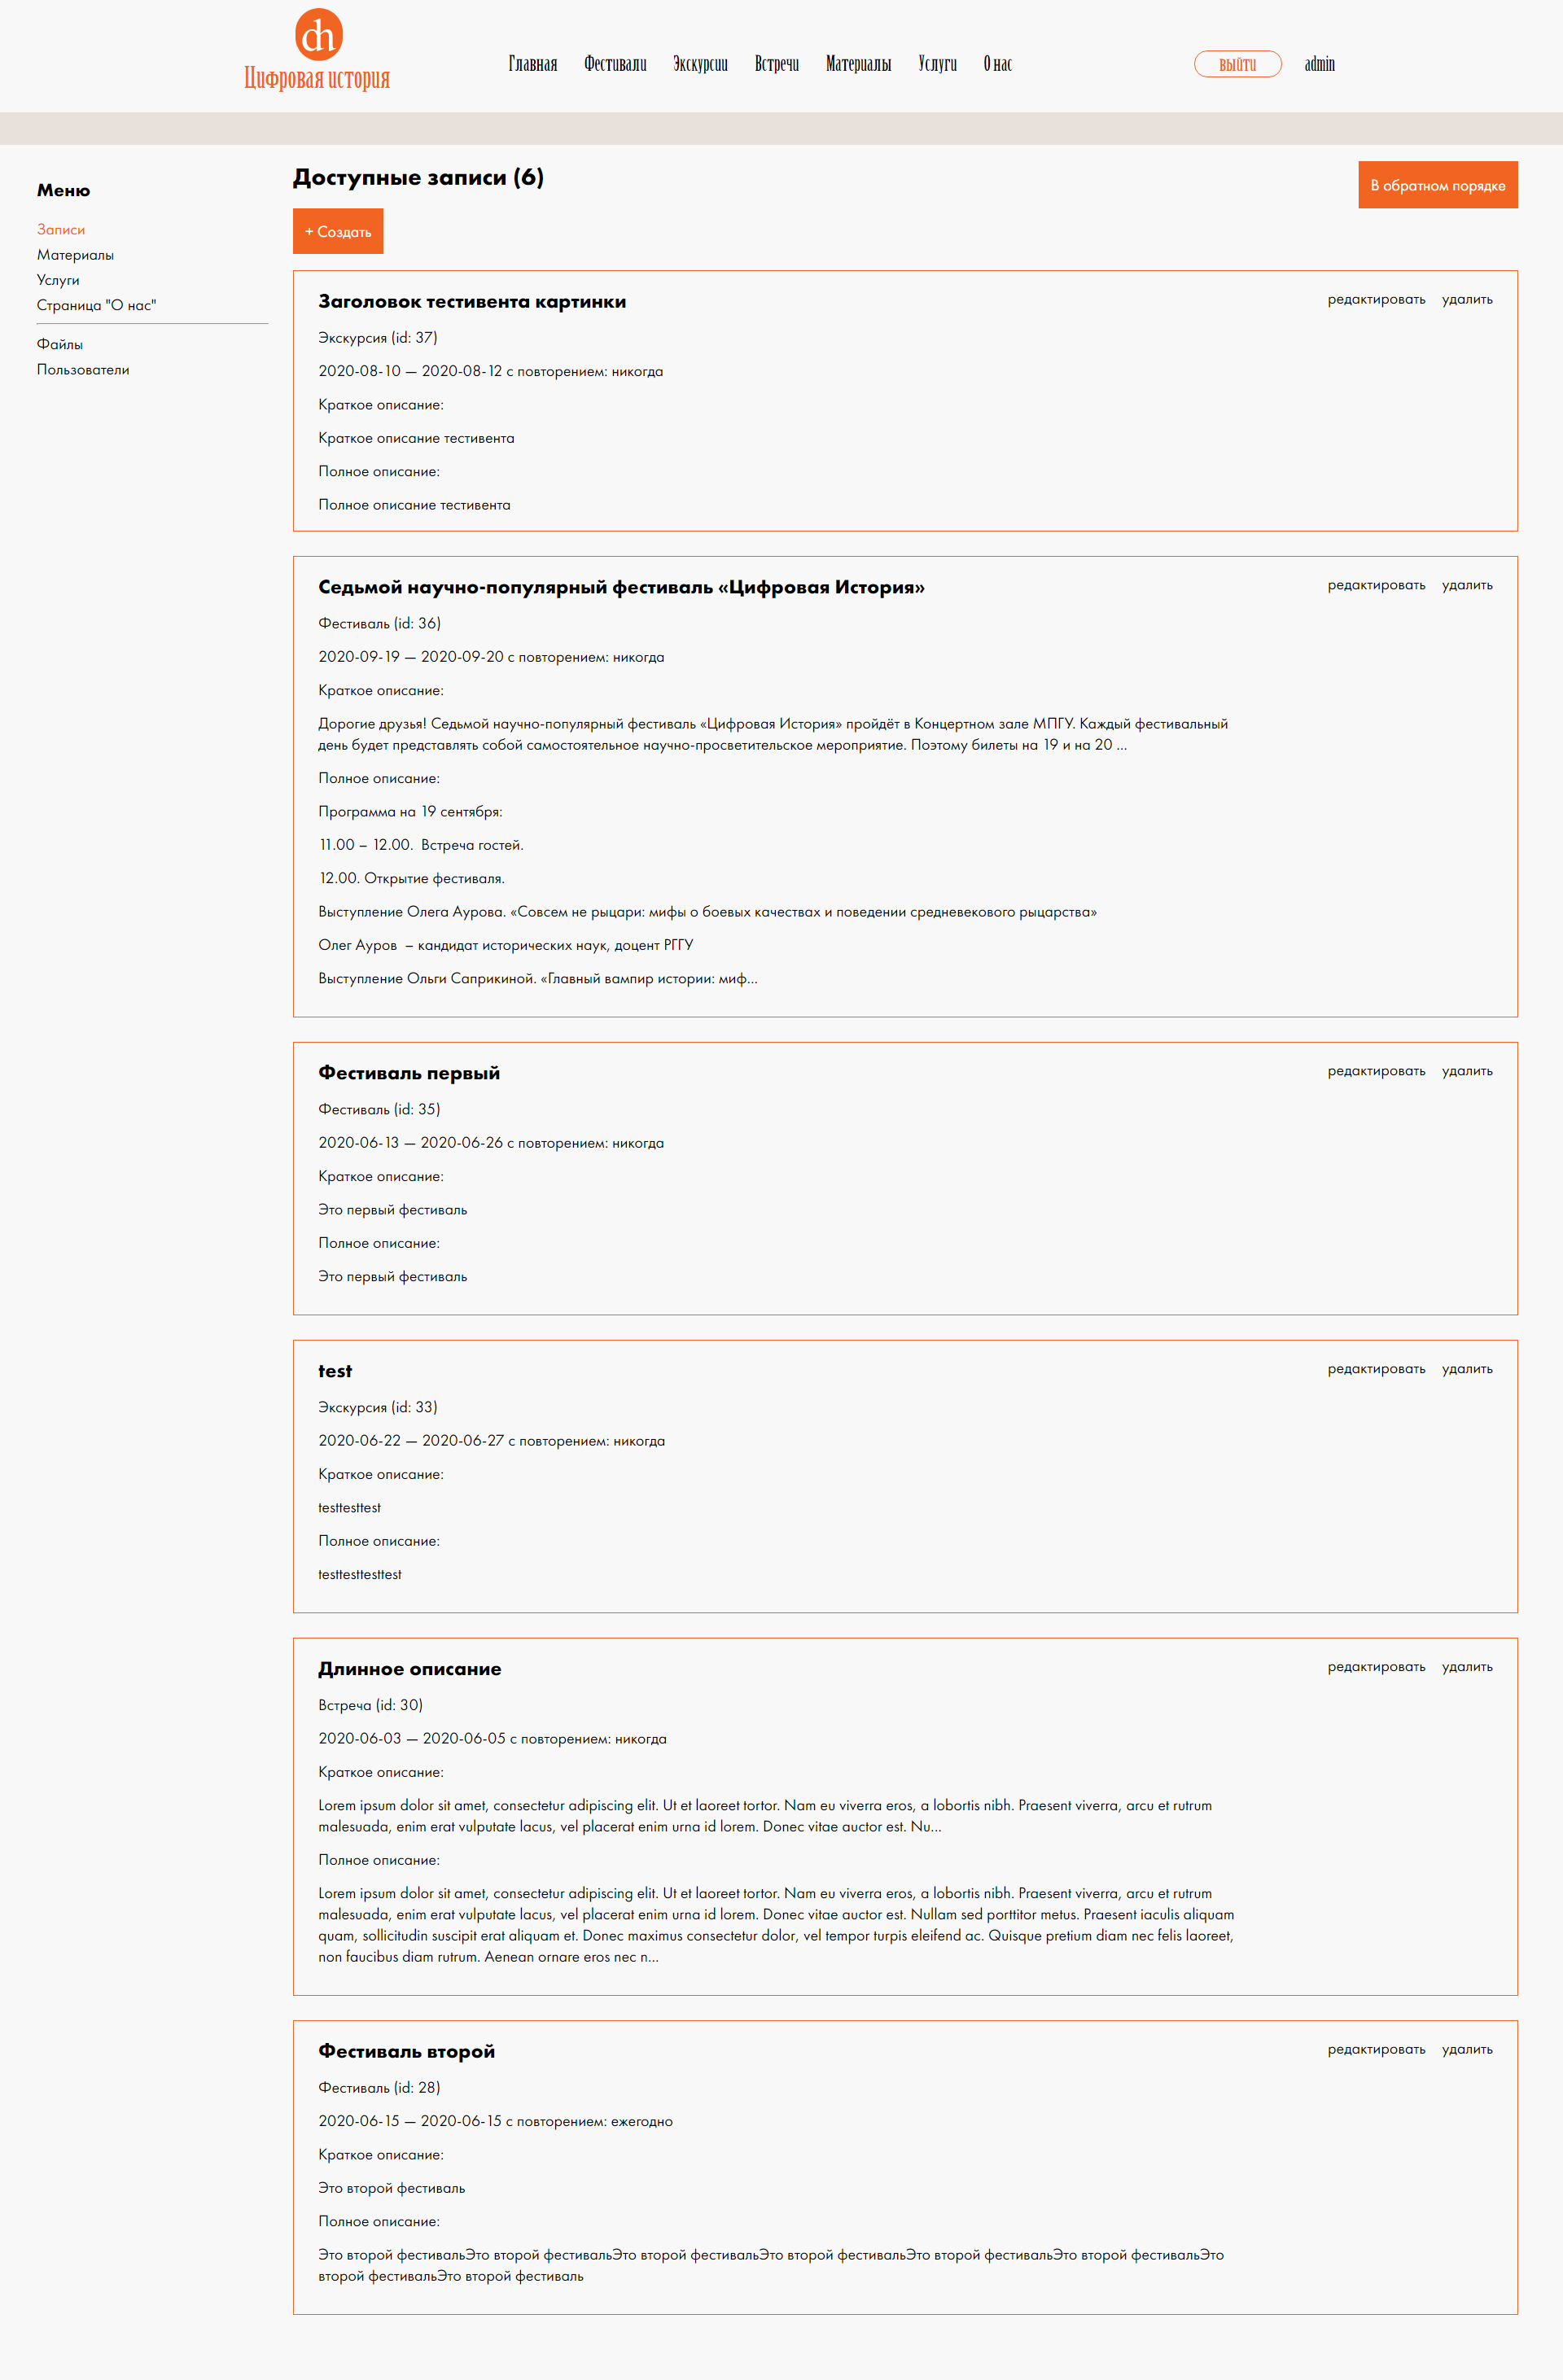 dh
Цифровая история
Главная Фестивали Экскурсии Встречи Материалы Услуги О нас
выйти admin
Меню
Записи
Материалы
Услуги
Страница "О нас"
Файлы
Пользователи
Доступные записи (6)
В обратном порядке
+ Создать
Заголовок тестивента картинки
редактировать удалить
Экскурсия (id: 37)
2020-08-10 — 2020-08-12 с повторением: никогда
Краткое описание:
Краткое описание тестивента
Полное описание:
Полное описание тестивента
Седьмой научно-популярный фестиваль «Цифровая История»
редактировать удалить
Фестиваль (id: 36)
2020-09-19 — 2020-09-20 с повторением: никогда
Краткое описание:
Дорогие друзья! Седьмой научно-популярный фестиваль «Цифровая История» пройдёт в Концертном зале МПГУ. Каждый фестивальный
день будет представлять собой самостоятельное научно-просветительское мероприятие. Поэтому билеты на 19 и на 20 ...
Полное описание:
Программа на 19 сентября:
11.00 – 12.00.  Встреча гостей.
12.00. Открытие фестиваля.
Выступление Олега Аурова. «Совсем не рыцари: мифы о боевых качествах и поведении средневекового рыцарства»
Олег Ауров  – кандидат исторических наук, доцент РГГУ
Выступление Ольги Саприкиной. «Главный вампир истории: миф...
Фестиваль первый
редактировать удалить
Фестиваль (id: 35)
2020-06-13 — 2020-06-26 с повторением: никогда
Краткое описание:
Это первый фестиваль
Полное описание:
Это первый фестиваль
test
редактировать удалить
Экскурсия (id: 33)
2020-06-22 — 2020-06-27 с повторением: никогда
Краткое описание:
testtesttest
Полное описание:
testtesttesttest
Длинное описание
редактировать удалить
Встреча (id: 30)
2020-06-03 — 2020-06-05 с повторением: никогда
Краткое описание:
Lorem ipsum dolor sit amet, consectetur adipiscing elit. Ut et laoreet tortor. Nam eu viverra eros, a lobortis nibh. Praesent viverra, arcu et rutrum
malesuada, enim erat vulputate lacus, vel placerat enim urna id lorem. Donec vitae auctor est. Nu...
Полное описание:
Lorem ipsum dolor sit amet, consectetur adipiscing elit. Ut et laoreet tortor. Nam eu viverra eros, a lobortis nibh. Praesent viverra, arcu et rutrum
malesuada, enim erat vulputate lacus, vel placerat enim urna id lorem. Donec vitae auctor est. Nullam sed porttitor metus. Praesent iaculis aliquam
quam, sollicitudin suscipit erat aliquam et. Donec maximus consectetur dolor, vel tempor turpis eleifend ac. Quisque pretium diam nec felis laoreet,
non faucibus diam rutrum. Aenean ornare eros nec n...
Фестиваль второй
редактировать удалить
Фестиваль (id: 28)
2020-06-15 — 2020-06-15 с повторением: ежегодно
Краткое описание:
Это второй фестиваль
Полное описание:
Это второй фестивальЭто второй фестивальЭто второй фестивальЭто второй фестивальЭто второй фестивальЭто второй фестивальЭто
второй фестивальЭто второй фестиваль